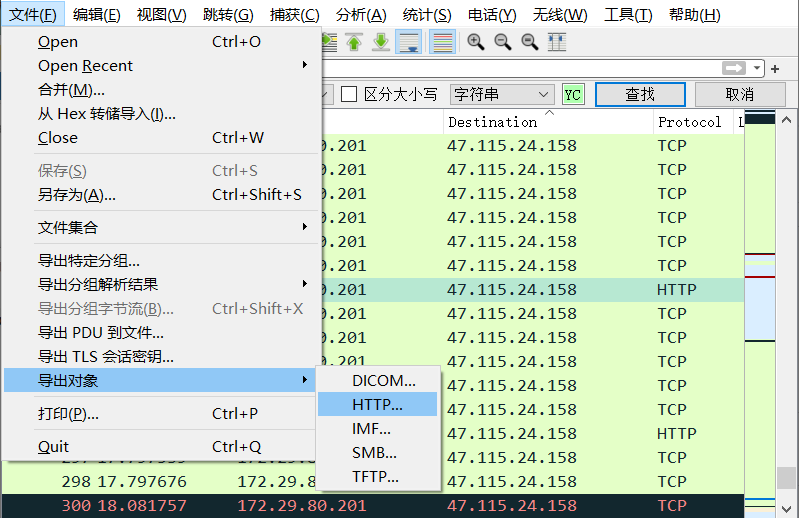 文件(F) 编辑(E) 视图(V) 跳转(G) 捕获(C) 分析(A) 统计(S) 电话(Y) 无线(W) 工具(T) 帮助(H)
Open Ctrl+O
Open Recent
合并(M)...
从 Hex 转储导入(I)...
Close Ctrl+W
保存(S) Ctrl+S
另存为(A)... Ctrl+Shift+S
文件集合
导出特定分组...
导出分组解析结果
导出分组字节流(B)... Ctrl+Shift+X
导出 PDU 到文件...
导出 TLS 会话密钥...
导出对象
打印(P)... Ctrl+P
Quit Ctrl+Q
DICOM...
HTTP...
IMF...
SMB...
TFTP...
+
区分大小写 字符串 YC 查找 取消
Destination Protocol
0.201 47.115.24.158 TCP
0.201 47.115.24.158 TCP
0.201 47.115.24.158 TCP
0.201 47.115.24.158 TCP
0.201 47.115.24.158 TCP
0.201 47.115.24.158 TCP
0.201 47.115.24.158 HTTP
0.201 47.115.24.158 TCP
0.201 47.115.24.158 TCP
0.201 47.115.24.158 TCP
47.115.24.158 TCP
47.115.24.158 TCP
47.115.24.158 HTTP
47.115.24.158 TCP
298 17.797676 172.29.8 47.115.24.158 TCP
300 18.081757 172.29.80.201 47.115.24.158 TCP